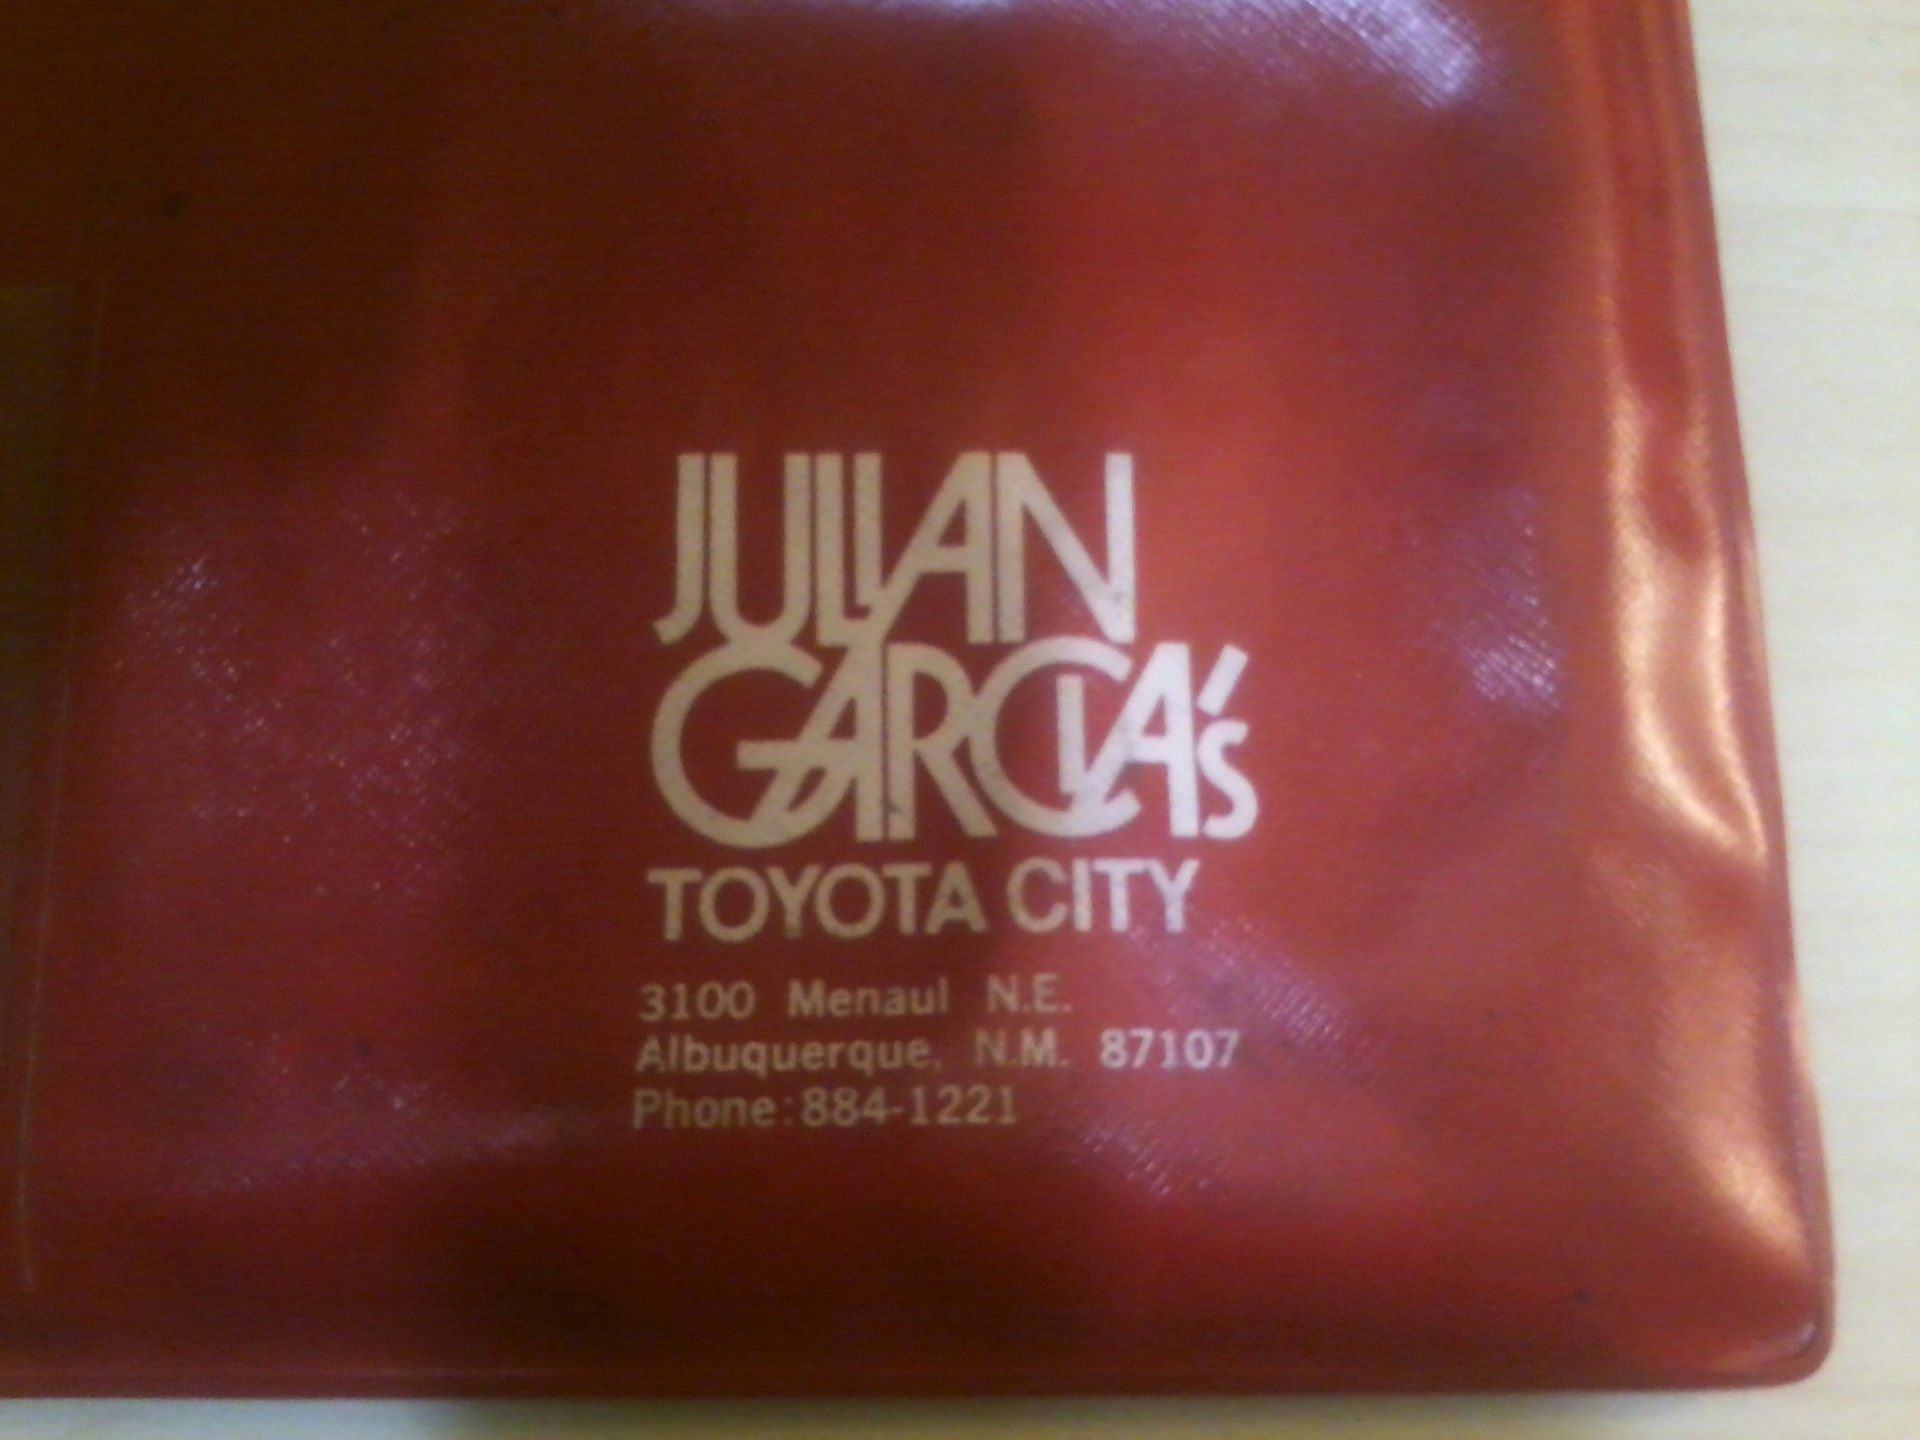 JULIAN
GARCIA's
TOYOTA CITY
3100 Menaul N.E.
Albuquerque, N.M. 87107
Phone: 884-1221